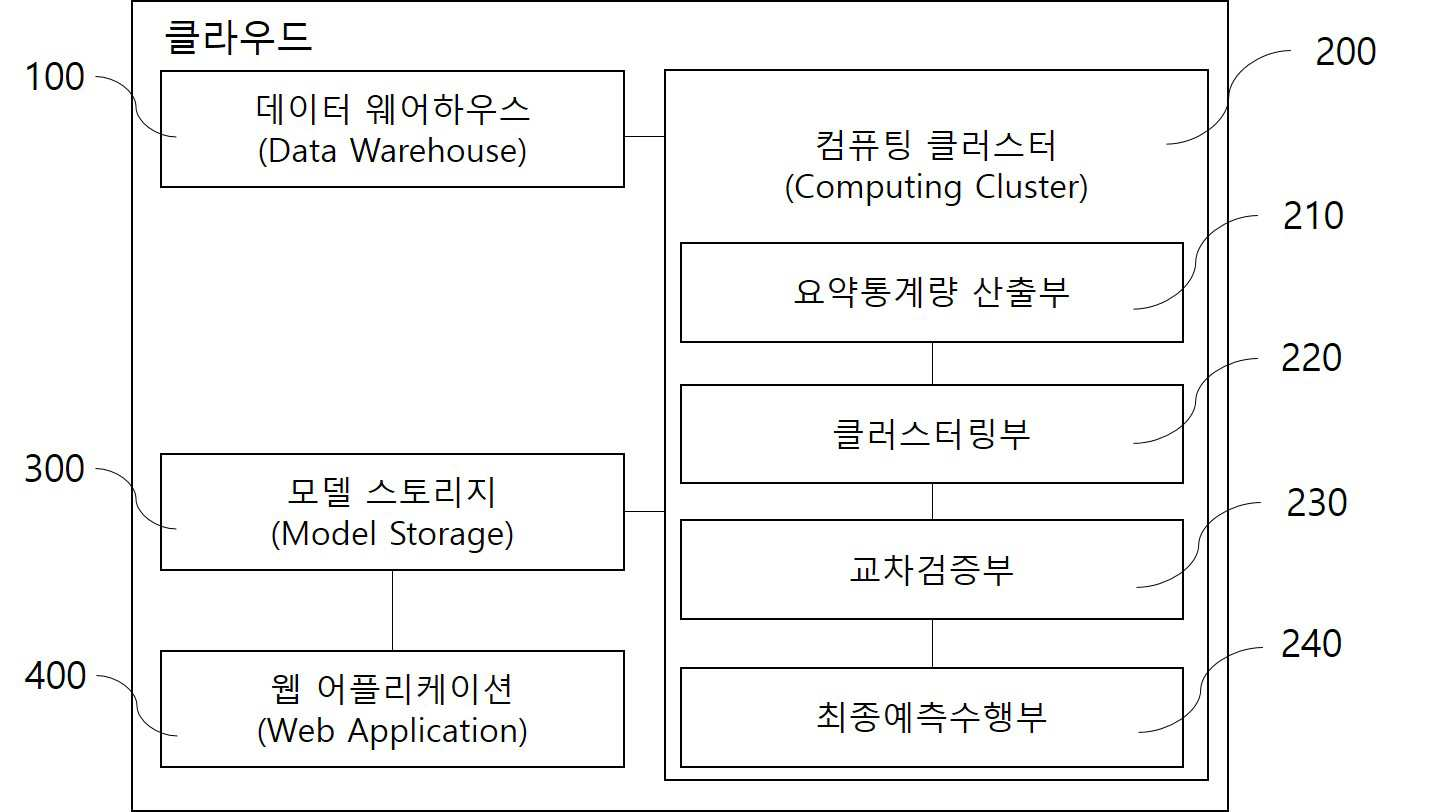 클라우드
100
데이터 웨어하우스
(Data Warehouse)
200
컴퓨팅 클러스터
(Computing Cluster)
210
요약통계량 산출부
220
클러스터링부
300
모델 스토리지
(Model Storage)
230
교차검증부
400
웹 어플리케이션
(Web Application)
240
최종예측수행부